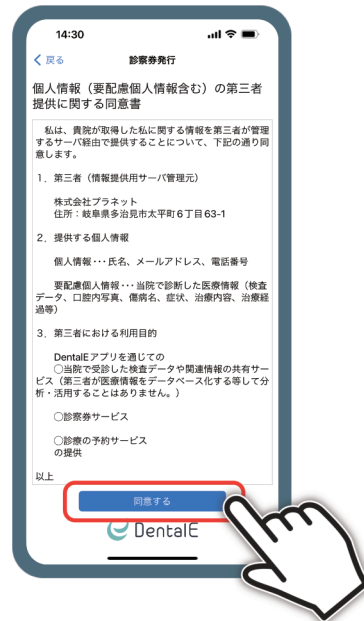 14:30
戻る
診察券発行
個人情報（要配慮個人情報含む）の第三者
提供に関する同意書
私は、貴院が取得した私に関する情報を第三者が管理
するサーバ経由で提供することについて、下記の通り同
意します。
1．第三者（情報提供用サーバ管理元）
株式会社プラネット
住所：岐阜県多治見市太平町6丁目63-1
2．提供する個人情報
個人情報･･･氏名、メールアドレス、電話番号
要配慮個人情報･･･当院で診断した医療情報（検査
データ、口腔内写真、傷病名、症状、治療内容、治療経
過等）
3．第三者における利用目的
DentalEアプリを通じての
○当院で受診した検査データや関連情報の共有サー
ビス（第三者が医療情報をデータベース化する等して分
析・活用することはありません。）
○診察券サービス
○診療の予約サービス
の提供
以上
同意する
DentalE